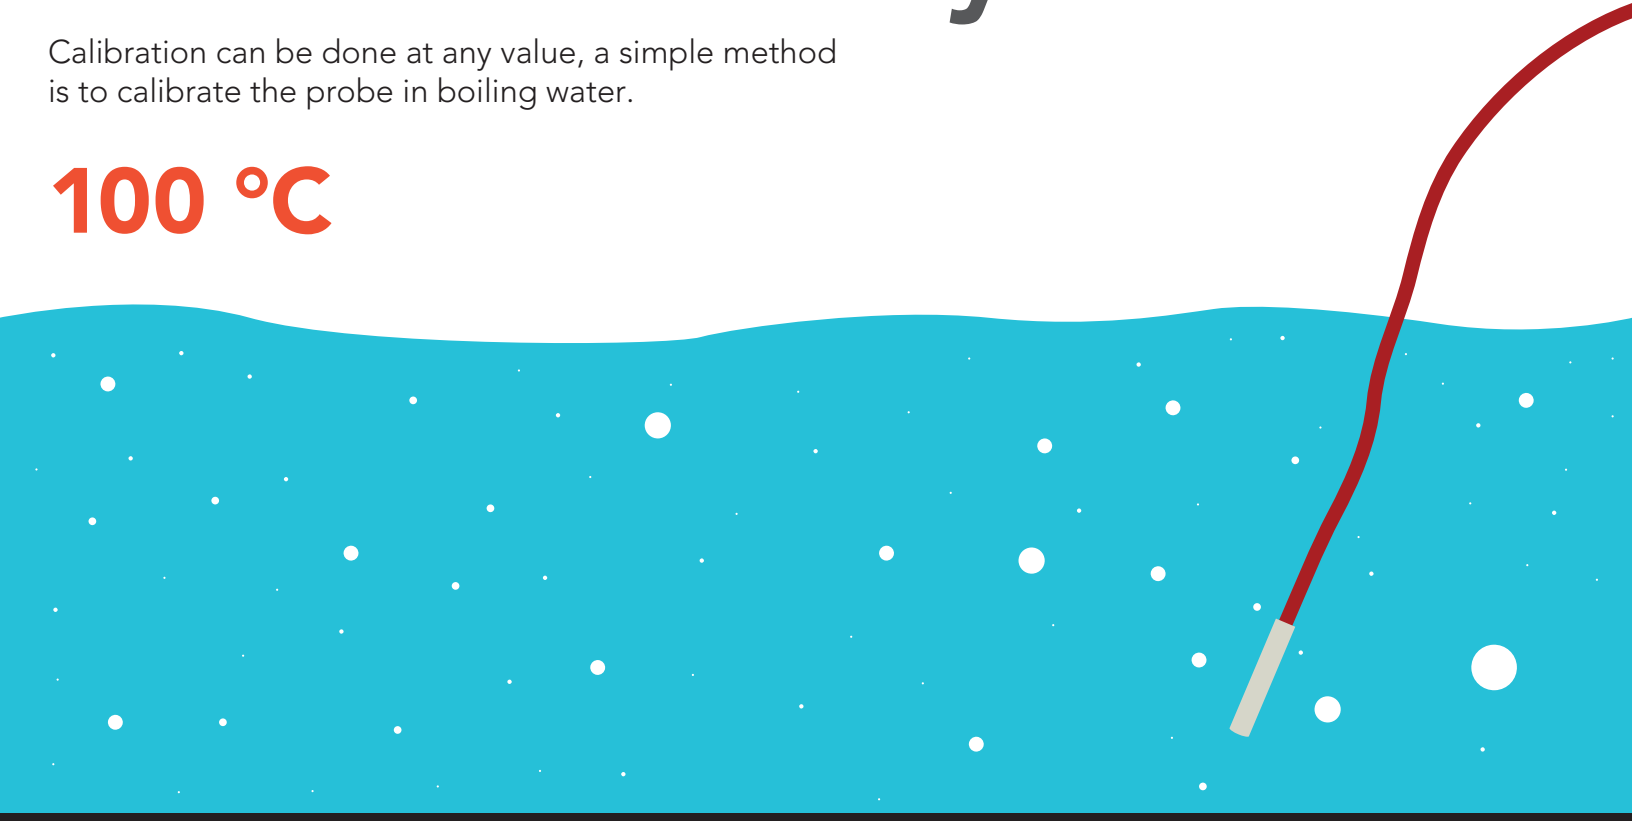 Calibration can be done at any value, a simple method
is to calibrate the probe in boiling water.
100 °C